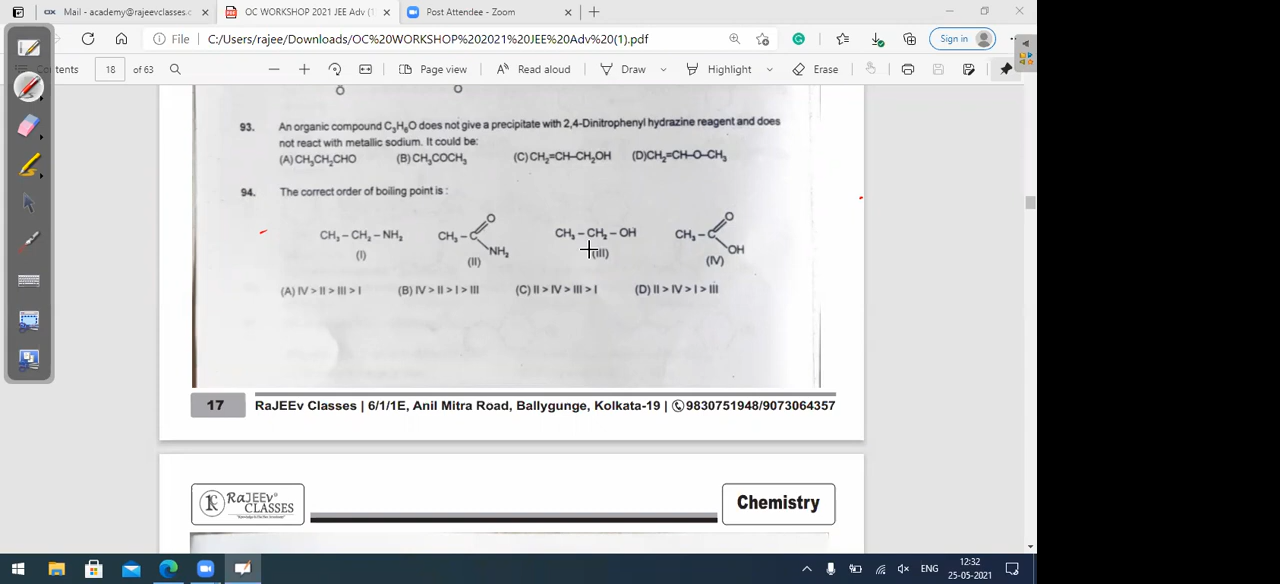 Mail - academy@rajeevclasses.c
OC WORKSHOP 2021 JEE Adv (1
Post Attendee - Zoom
File
C:/Users/rajee/Downloads/OC%20WORKSHOP%202021%20JEE%20Adv%20(1).pdf
Sign in
ntents
18
of 63
Page view
Read aloud
Draw
Highlight
Erase
O
O
93. An organic compound C₃H₆O does not give a precipitate with 2,4-Dinitrophenyl hydrazine reagent and does
not react with metallic sodium. It could be:
(A) CH₃CH₂CHO (B) CH₃COCH₃ (C) CH₂=CH–CH₂OH (D)CH₂=CH-O-CH₃
94. The correct order of boiling point is :
CH₃ – CH₂ – NH₂
(I)
CH₃ – C
O
NH₂
(II)
CH₃ – CH₂ – OH
(III)
CH₃ – C
O
OH
(IV)
(A) IV > II > III > I (B) IV > II > I > III (C) II > IV > III > I (D) II > IV > I > III
17 RaJEEv Classes | 6/1/1E, Anil Mitra Road, Ballygunge, Kolkata-19 | 9830751948/9073064357
RaJEEv®
CLASSES
Chemistry
ENG
12:32
25-05-2021